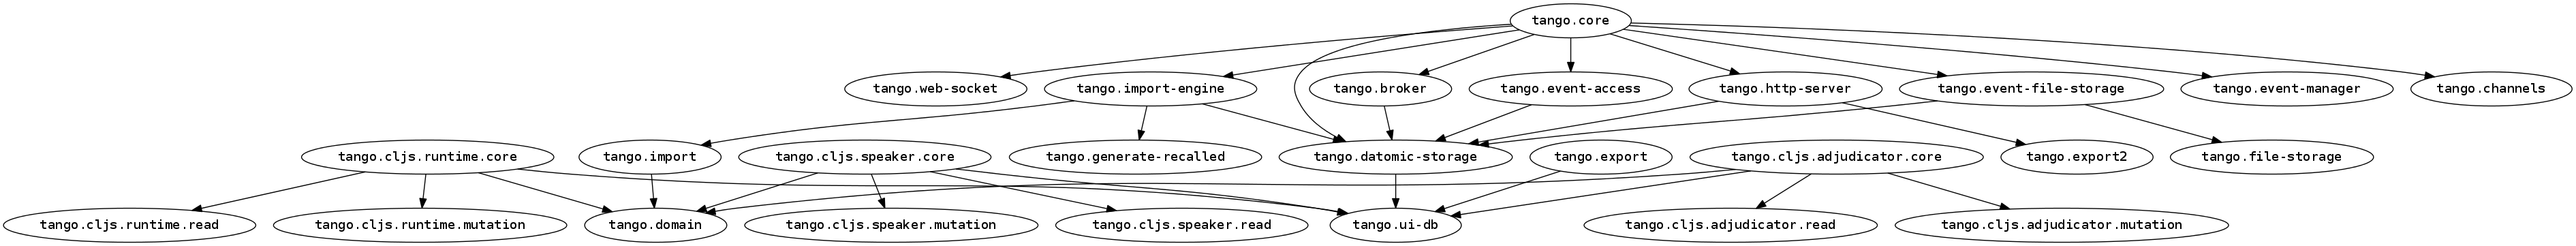 tango.core
tango.web-socket
tango.import-engine
tango.broker
tango.event-access
tango.http-server
tango.event-file-storage
tango.event-manager
tango.channels
tango.cljs.runtime.core
tango.import
tango.cljs.speaker.core
tango.generate-recalled
tango.datomic-storage
tango.export
tango.cljs.adjudicator.core
tango.export2
tango.file-storage
tango.cljs.runtime.read
tango.cljs.runtime.mutation
tango.domain
tango.cljs.speaker.mutation
tango.cljs.speaker.read
tango.ui-db
tango.cljs.adjudicator.read
tango.cljs.adjudicator.mutation